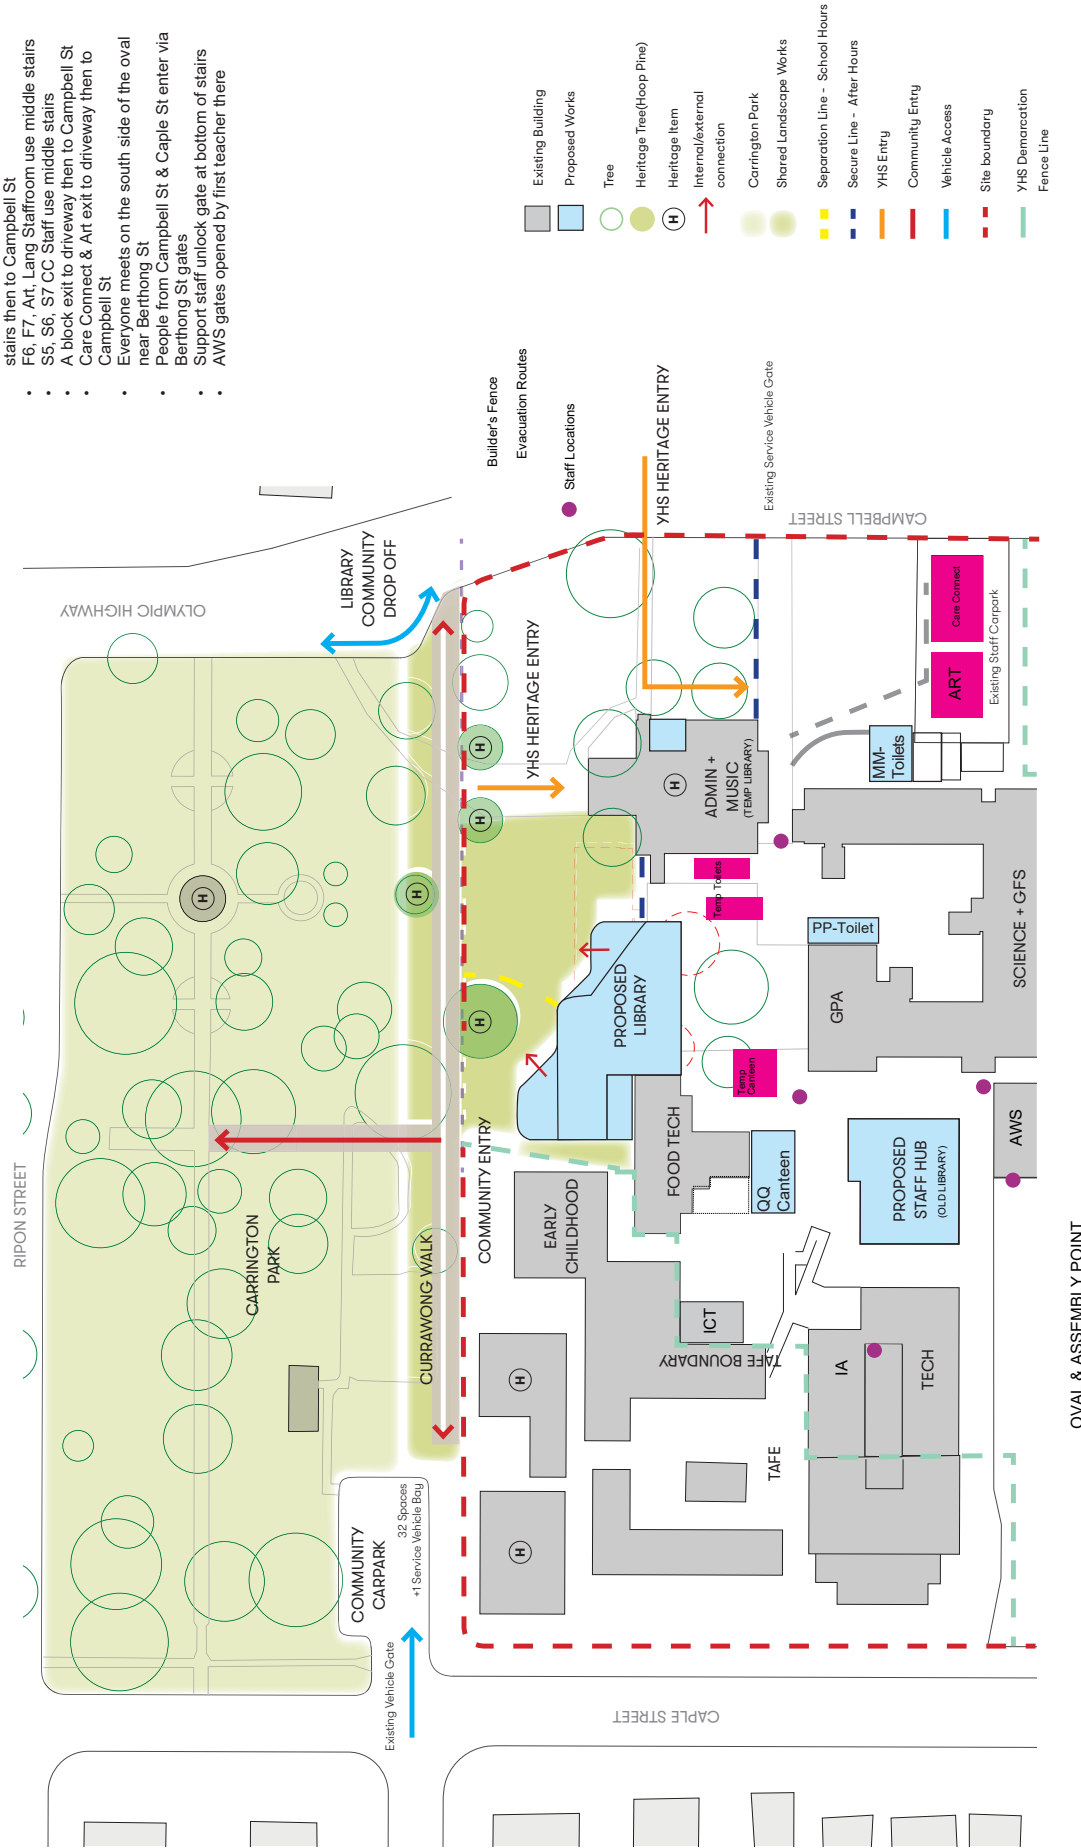 stairs then to Campbell St
• F6, F7, Art, Lang Staffroom use middle stairs
• S5, S6, S7 CC Staff use middle stairs
• A block exit to driveway then to Campbell St
• Care Connect & Art exit to driveway then to
Campbell St
• Everyone meets on the south side of the oval
near Berthong St
• People from Campbell St & Caple St enter via
Berthong St gates
• Support staff unlock gate at bottom of stairs
• AWS gates opened by first teacher there
Existing Building
Proposed Works
Tree
Heritage Tree(Hoop Pine)
H
Heritage Item
Internal/external
connection
Carrington Park
Shared Landscape Works
Separation Line - School Hours
Secure Line - After Hours
YHS Entry
Community Entry
Vehicle Access
Site boundary
YHS Demarcation
Fence Line
Builder's Fence
Evacuation Routes
Staff Locations
RIPON STREET
OLYMPIC HIGHWAY
CAMPBELL STREET
CAPLE STREET
LIBRARY
COMMUNITY
DROP OFF
YHS HERITAGE ENTRY
YHS HERITAGE ENTRY
Existing Service Vehicle Gate
CARRINGTON
PARK
CURRAWONG WALK
COMMUNITY ENTRY
COMMUNITY
CARPARK
32 Spaces
+1 Service Vehicle Bay
Existing Vehicle Gate
H
H
H
H
H
H
H
H
ADMIN +
MUSIC
(TEMP LIBRARY)
Temp Toilets
Temp
Canteen
PROPOSED
LIBRARY
FOOD TECH
EARLY
CHILDHOOD
QQ
Canteen
ICT
TAFE BOUNDARY
TAFE
IA
TECH
PROPOSED
STAFF HUB
(OLD LIBRARY)
AWS
GPA
PP-Toilet
SCIENCE + GFS
MM-
Toilets
ART
Care Connect
Existing Staff Carpark
OVAL & ASSEMBLY POINT